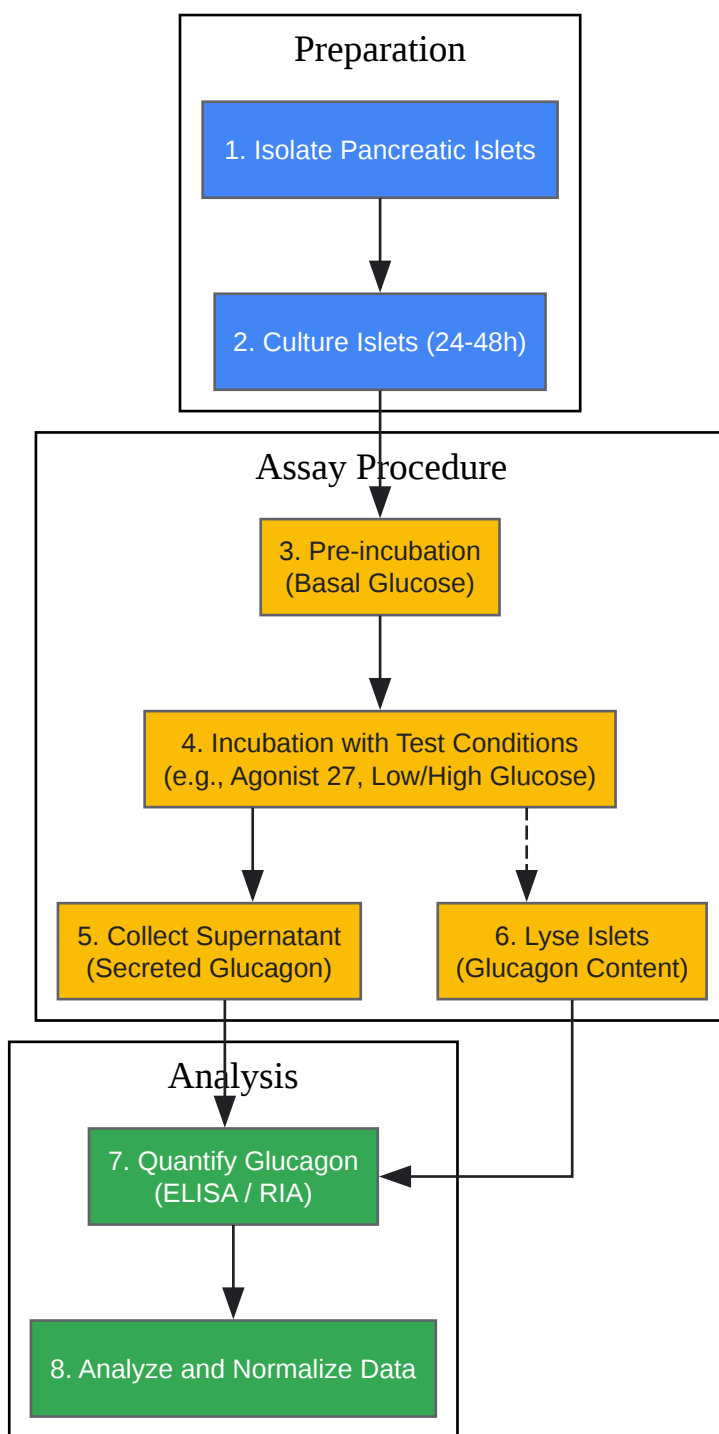 Preparation
1. Isolate Pancreatic Islets
2. Culture Islets (24-48h)
Assay Procedure
3. Pre-incubation
(Basal Glucose)
4. Incubation with Test Conditions
(e.g., Agonist 27, Low/High Glucose)
5. Collect Supernatant
(Secreted Glucagon)
6. Lyse Islets
(Glucagon Content)
Analysis
7. Quantify Glucagon
(ELISA / RIA)
8. Analyze and Normalize Data